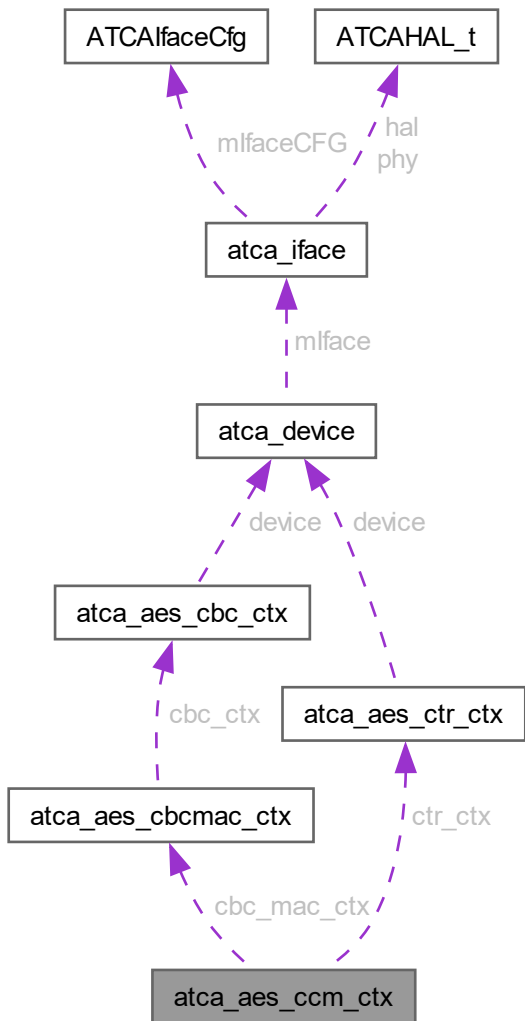 ATCAIfaceCfg
ATCAHAL_t
mIfaceCFG
hal
phy
atca_iface
mIface
atca_device
device
device
atca_aes_cbc_ctx
cbc_ctx
atca_aes_ctr_ctx
atca_aes_cbcmac_ctx
ctr_ctx
cbc_mac_ctx
atca_aes_ccm_ctx